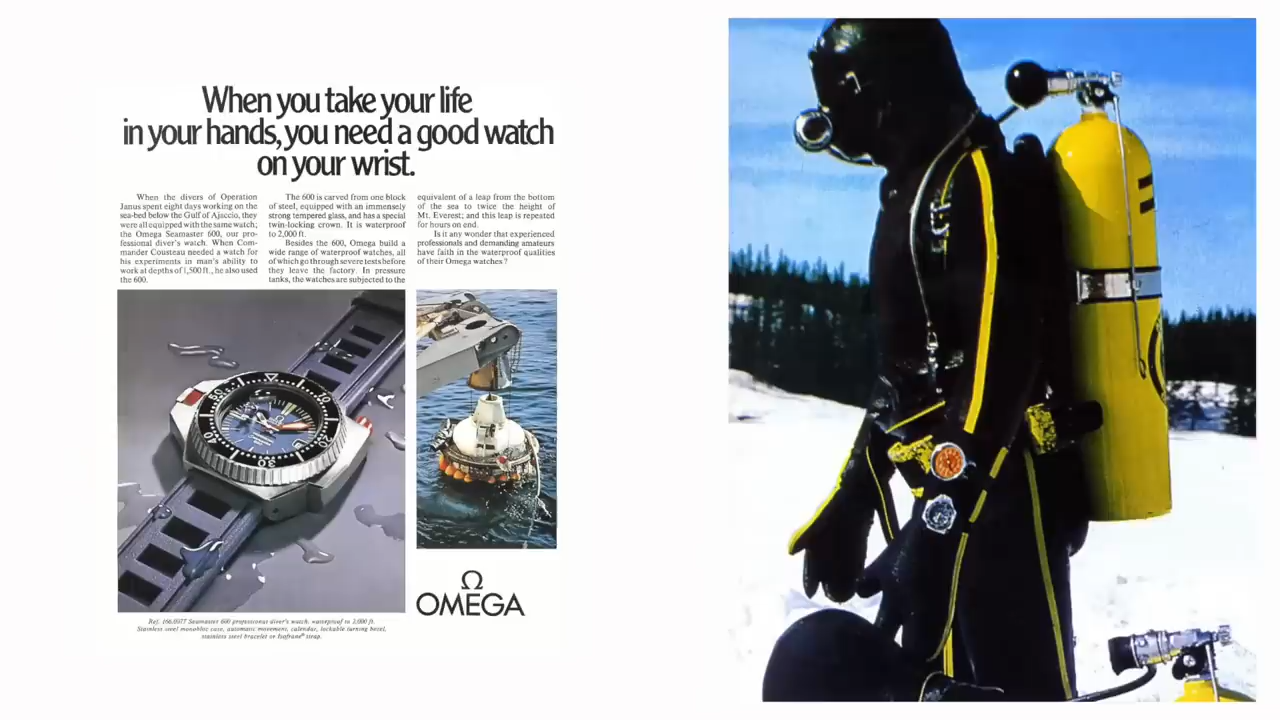 When you take your life
in your hands, you need a good watch
on your wrist.
When the divers of Operation
Janus spent eight days working on the
sea-bed below the Gulf of Ajaccio, they
were all equipped with the same watch;
the Omega Seamaster 600, our pro-
fessional diver's watch. When Com-
mander Cousteau needed a watch for
his experiments in man's ability to
work at depths of 1,500 ft., he also used
the 600.
The 600 is carved from one block
of steel, equipped with an immensely
strong tempered glass, and has a special
twin-locking crown. It is waterproof
to 2,000 ft.
Besides the 600, Omega build a
wide range of waterproof watches, all
of which go through severe tests before
they leave the factory. In pressure
tanks, the watches are subjected to the
equivalent of a leap from the bottom
of the sea to twice the height of
Mt. Everest; and this leap is repeated
for hours on end.
Is it any wonder that experienced
professionals and demanding amateurs
have faith in the waterproof qualities
of their Omega watches?
Ω
OMEGA
Ref. 166.0077 Seamaster 600 professional diver's watch, waterproof to 2,000 ft.
Stainless steel monobloc case, automatic movement, calendar, lockable turning bezel,
stainless steel bracelet or Isofrane® strap.